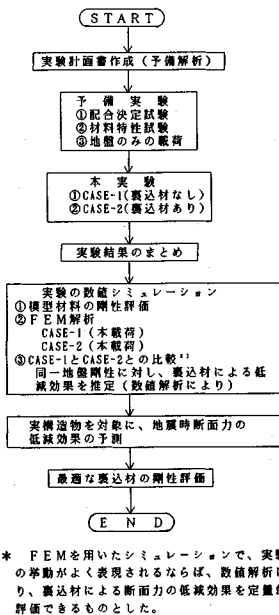 START
実験計画書作成(予備解析)
予備実験
①配合決定試験
②材料特性試験
③地盤のみの載荷
本実験
①CASE-1(裏込材なし)
②CASE-2(裏込材あり)
実験結果のまとめ
実験の数値シミュレーション
①模型材料の剛性評価
②FEM解析
CASE-1(本載荷)
CASE-2(本載荷)
③CASE-1とCASE-2との比較*)
同一地盤剛性に対し、裏込材による低
減効果を推定(数値解析により)
実構造物を対象に、地震時断面力の
低減効果の予測
最適な裏込材の剛性評価
END
* FEMを用いたシミュレーションで、実験
の挙動がよく表現されるならば、数値解析に
り、裏込材による断面力の低減効果を定量
評価できるものとした。